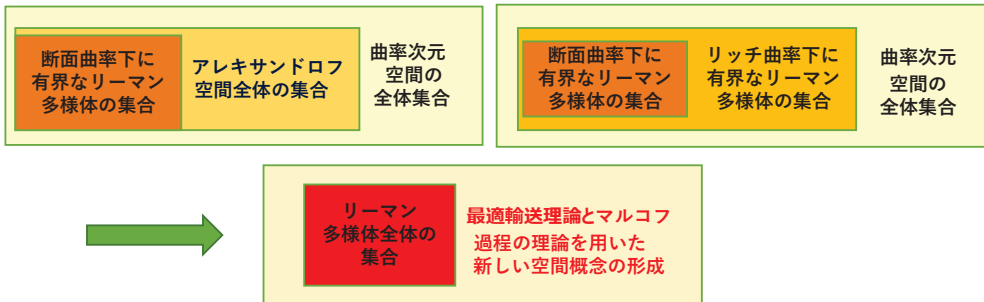 断面曲率下に
有界なリーマン
多様体の集合
アレキサンドロフ
空間全体の集合
曲率次元
空間の
全体集合
断面曲率下に
有界なリーマン
多様体の集合
リッチ曲率下に
有界なリーマン
多様体の集合
曲率次元
空間の
全体集合
リーマン
多様体全体の
集合
最適輸送理論とマルコフ
過程の理論を用いた
新しい空間概念の形成